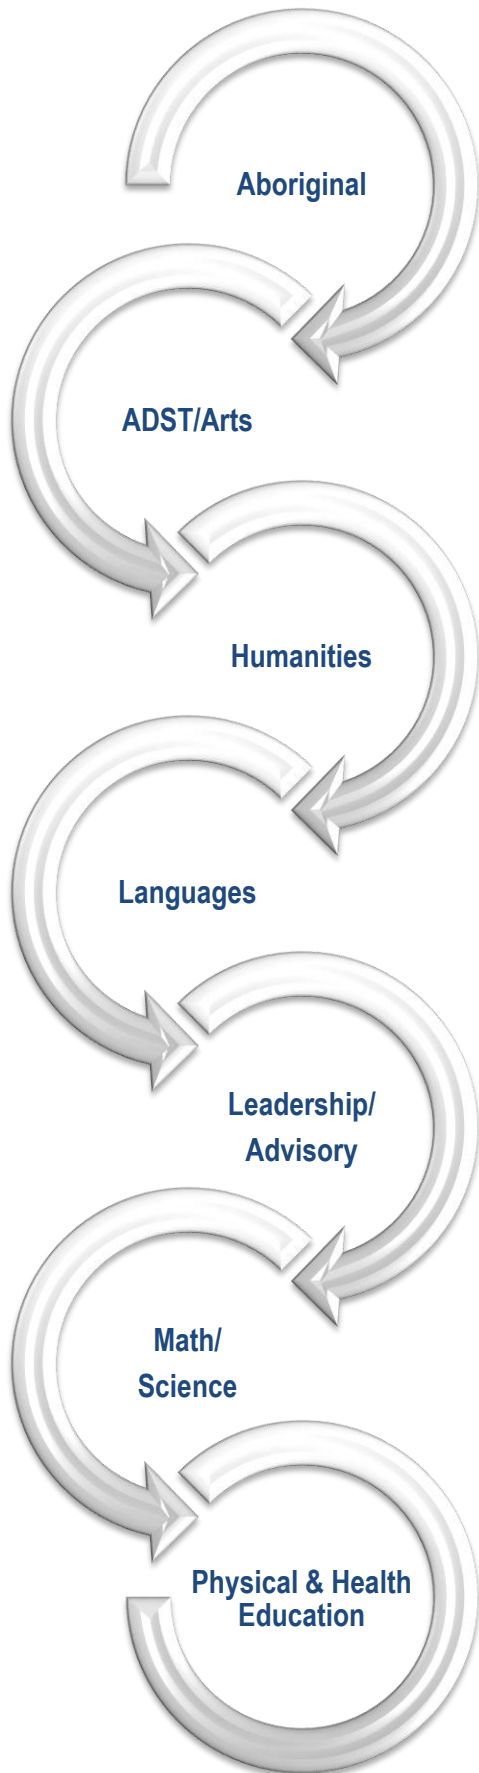 Aboriginal
ADST/Arts
Humanities
Languages
Leadership/
Advisory
Math/
Science
Physical & Health
Education